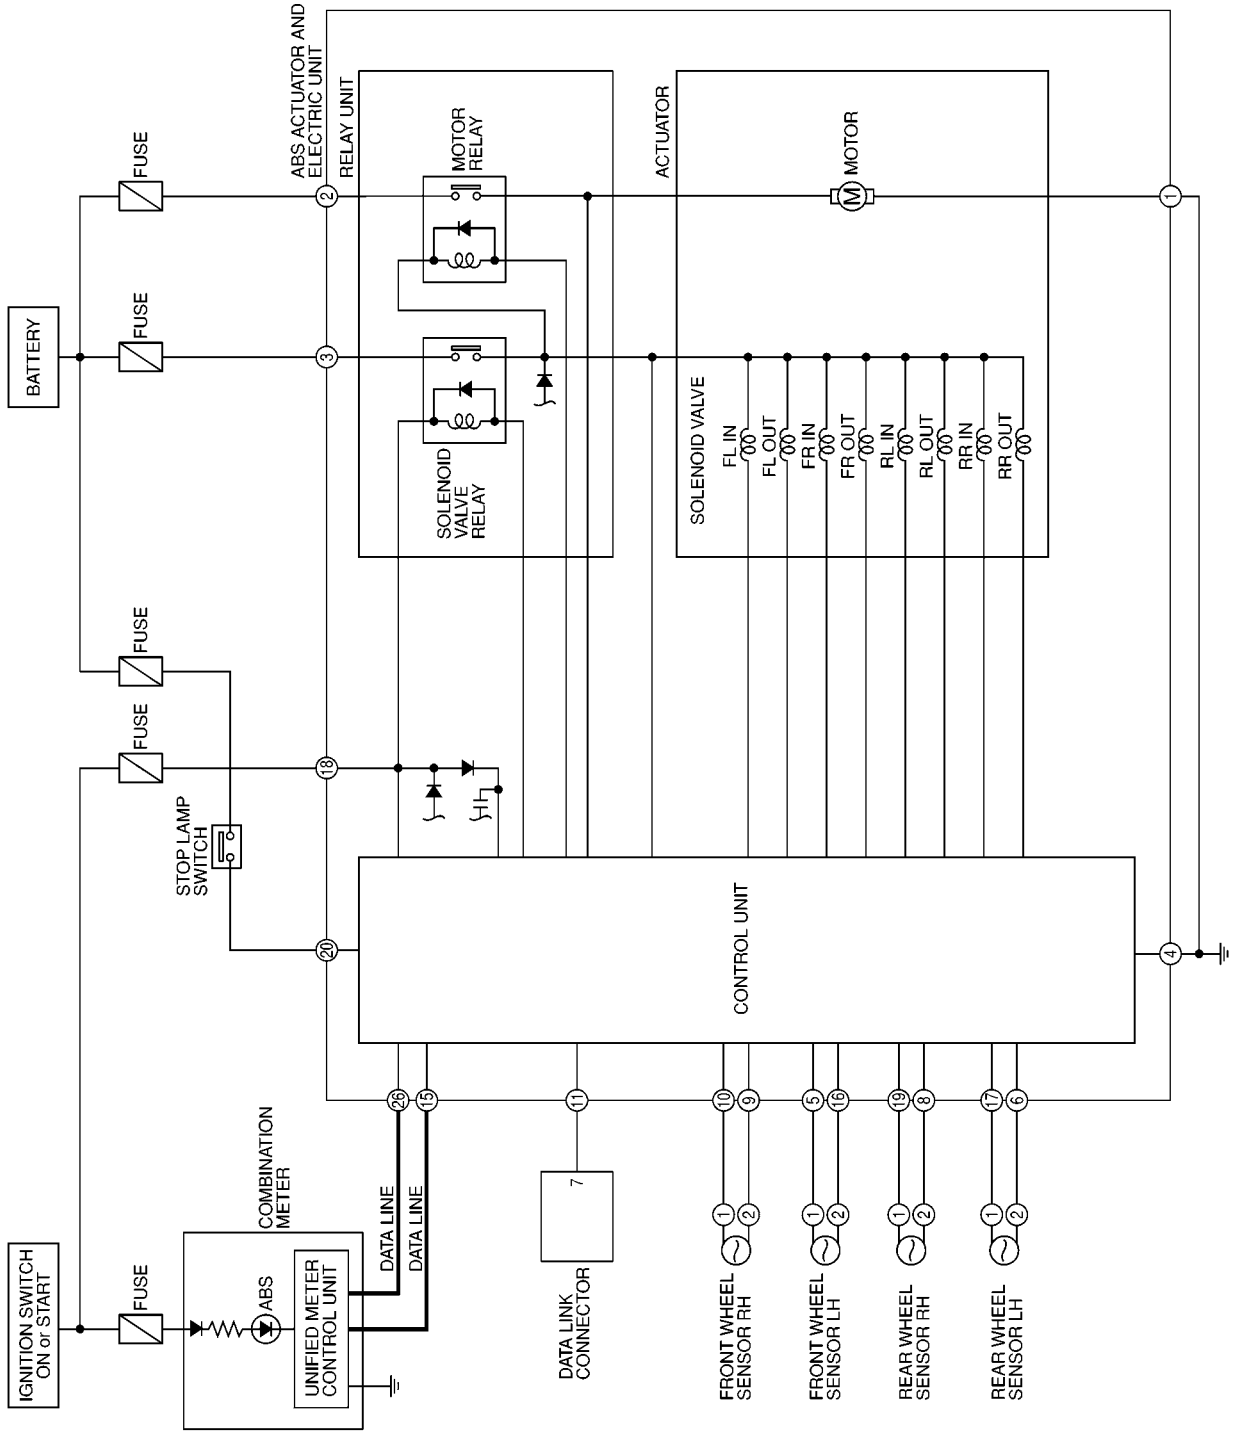 IGNITION SWITCH
ON or START
BATTERY
FUSE
FUSE
FUSE
FUSE
FUSE
COMBINATION
METER
ABS
UNIFIED METER
CONTROL UNIT
DATA LINE
DATA LINE
STOP LAMP
SWITCH
ABS ACTUATOR AND
ELECTRIC UNIT
RELAY UNIT
2
3
18
20
26
15
SOLENOID
VALVE
RELAY
MOTOR
RELAY
ACTUATOR
M
MOTOR
SOLENOID VALVE
FL IN
FL OUT
FR IN
FR OUT
RL IN
RL OUT
RR IN
RR OUT
CONTROL UNIT
1
4
DATA LINK
CONNECTOR
7
11
FRONT WHEEL
SENSOR RH
1
2
10
9
FRONT WHEEL
SENSOR LH
1
2
5
16
REAR WHEEL
SENSOR RH
1
2
19
8
REAR WHEEL
SENSOR LH
1
2
17
6